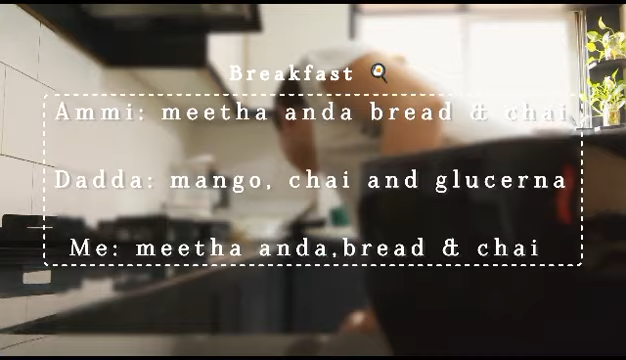 Breakfast 🍳
Ammi: meetha anda bread & chai,
Dadda: mango, chai and glucerna
Me: meetha anda,bread & chai